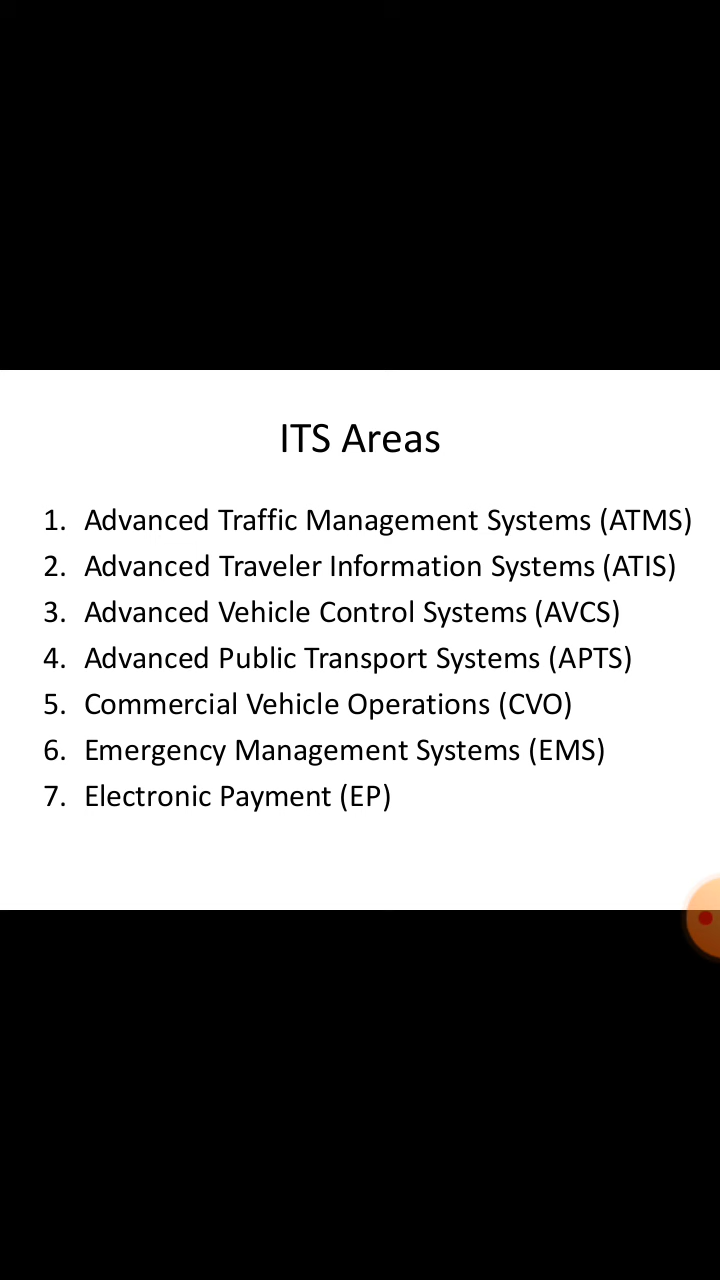 ITS Areas
1. Advanced Traffic Management Systems (ATMS)
2. Advanced Traveler Information Systems (ATIS)
3. Advanced Vehicle Control Systems (AVCS)
4. Advanced Public Transport Systems (APTS)
5. Commercial Vehicle Operations (CVO)
6. Emergency Management Systems (EMS)
7. Electronic Payment (EP)